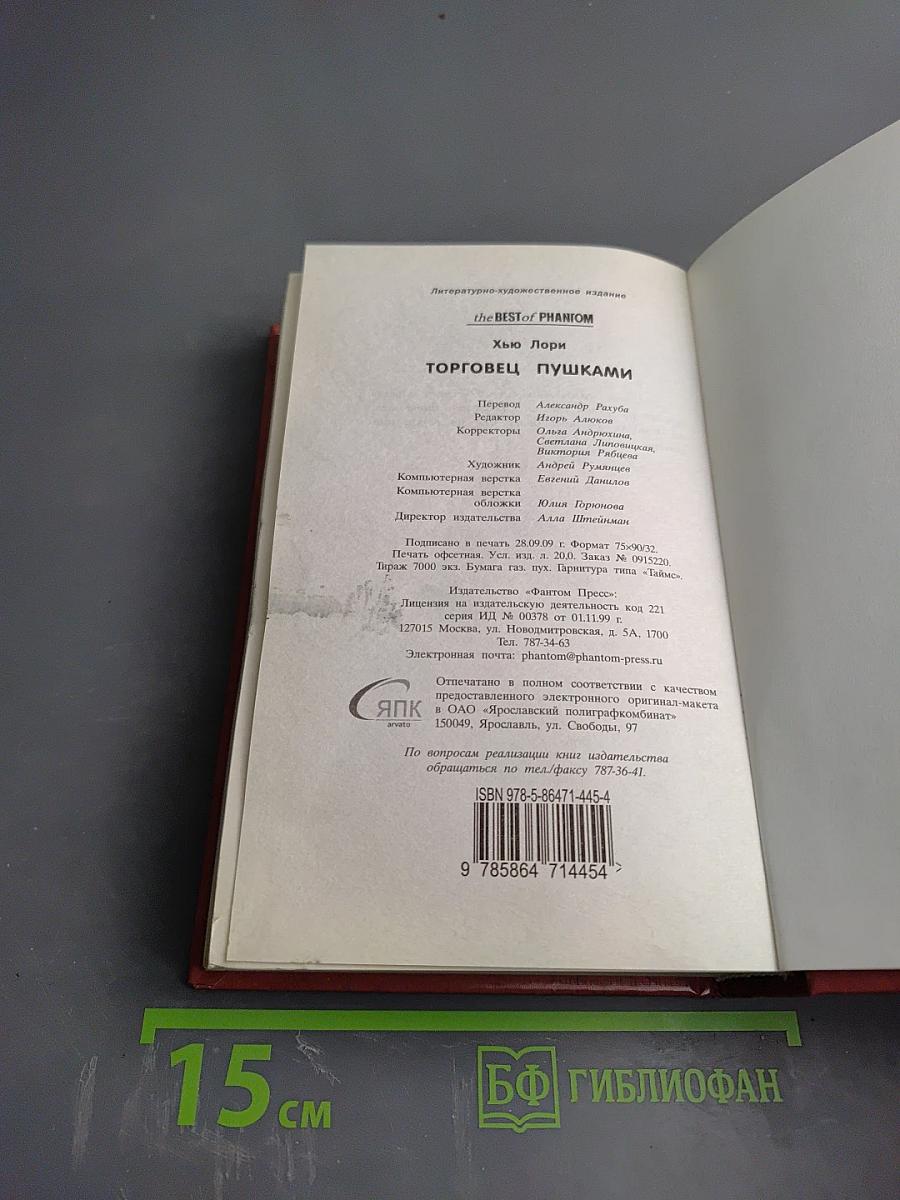 Литературно-художественное издание
the BEST of PHANTOM
Хью Лори
ТОРГОВЕЦ ПУШКАМИ
Перевод Александр Рахуба
Редактор Игорь Алюков
Корректоры Ольга Андрюхина,
Светлана Липовицкая,
Виктория Рябцева
Художник Андрей Румянцев
Компьютерная верстка Евгений Данилов
Компьютерная верстка
обложки Юлия Горюнова
Директор издательства Алла Штейнман
Подписано в печать 28.09.09 г. Формат 75×90/32.
Печать офсетная. Усл. изд. л. 20,0. Заказ № 0915220.
Тираж 7000 экз. Бумага газ. пух. Гарнитура типа «Таймс».
Издательство «Фантом Пресс»:
Лицензия на издательскую деятельность код 221
серия ИД № 00378 от 01.11.99 г.
127015 Москва, ул. Новодмитровская, д. 5А, 1700
Тел. 787-34-63
Электронная почта: phantom@phantom-press.ru
ЯПК
arvato
Отпечатано в полном соответствии с качеством
предоставленного электронного оригинал-макета
в ОАО «Ярославский полиграфкомбинат»
150049, Ярославль, ул. Свободы, 97
По вопросам реализации книг издательства
обращаться по тел./факсу 787-36-41.
ISBN 978-5-86471-445-4
9 785864 714454 >
15 см
БФ ГИБЛИОФАН